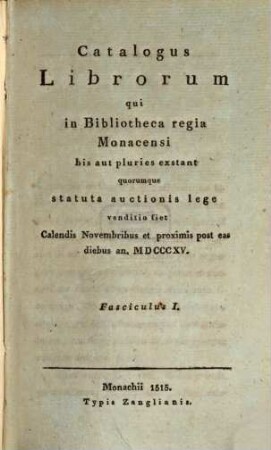 Catalogus
Librorum
qui
in Bibliotheca regia
Monacensi
bis aut pluries exstant
quorumque
statuta auctionis lege
venditio fiet
Calendis Novembribus et proximis post eas
diebus an. MDCCCXV.
Fasciculus I.
Monachii 1515.
Typis Zanglianis.